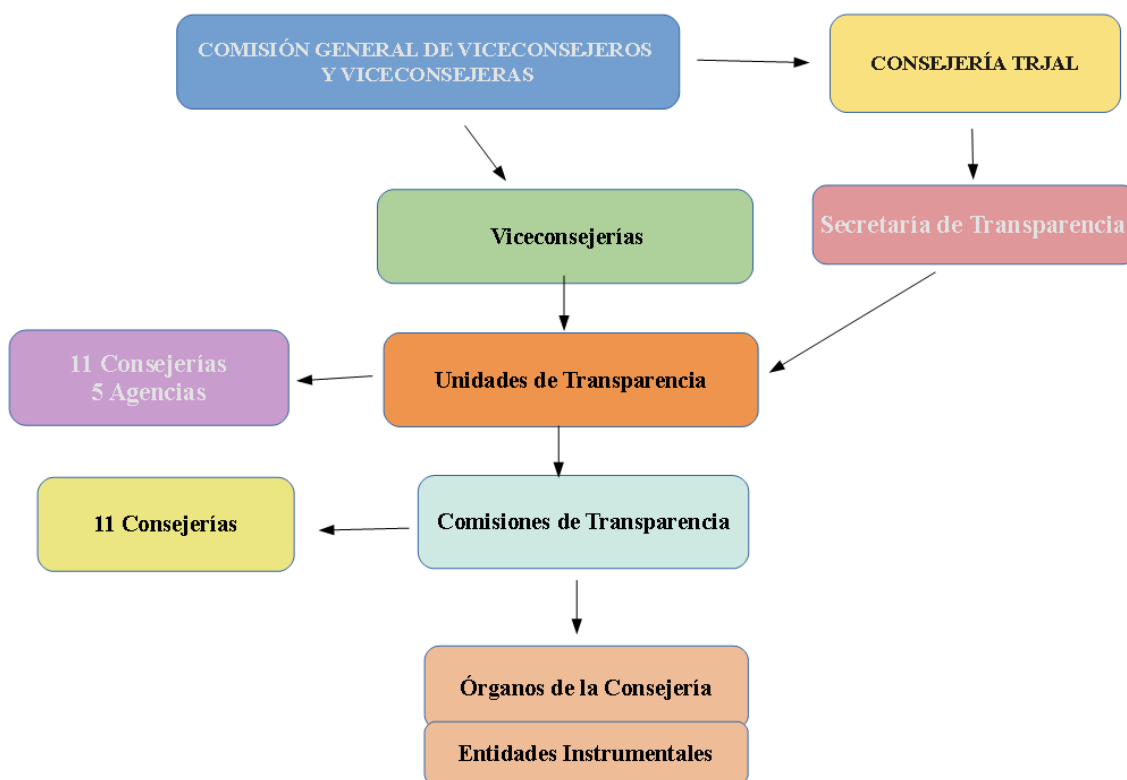 COMISIÓN GENERAL DE VICECONSEJEROS
Y VICECONSEJERAS
CONSEJERÍA TRJAL
Viceconsejerías
Secretaría de Transparencia
11 Consejerías
5 Agencias
Unidades de Transparencia
11 Consejerías
Comisiones de Transparencia
Órganos de la Consejería
Entidades Instrumentales